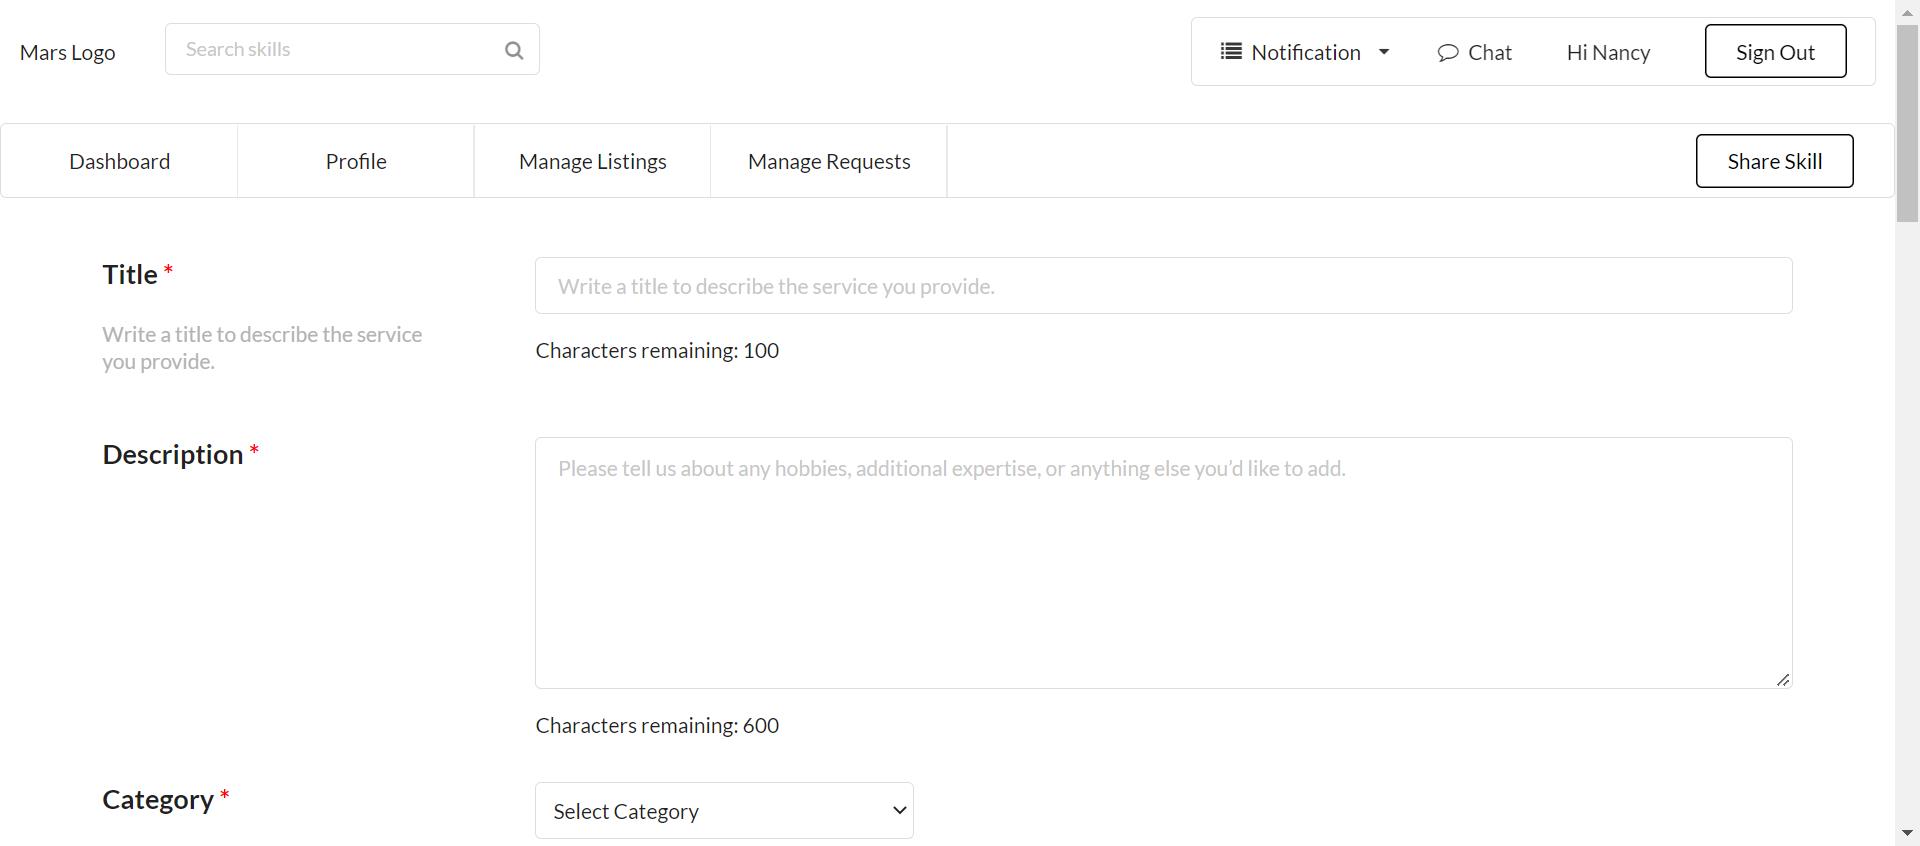 Mars Logo
Search skills
Notification
Chat
Hi Nancy
Sign Out
Dashboard
Profile
Manage Listings
Manage Requests
Share Skill
Title *
Write a title to describe the service
you provide.
Write a title to describe the service you provide.
Characters remaining: 100
Description *
Please tell us about any hobbies, additional expertise, or anything else you'd like to add.
Characters remaining: 600
Category *
Select Category